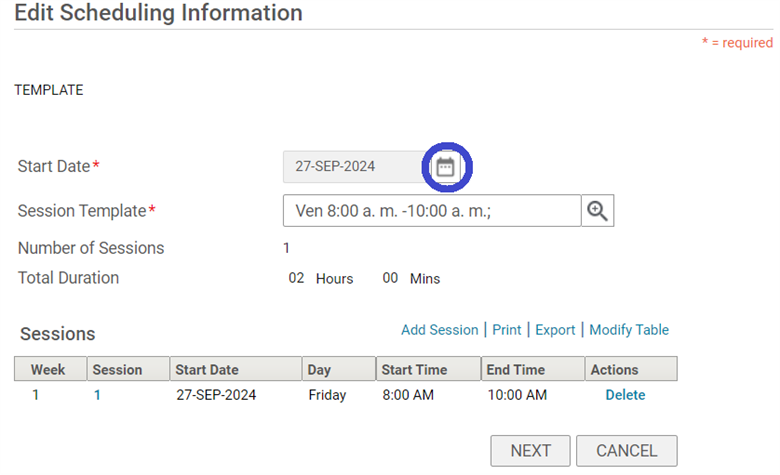 Edit Scheduling Information
* = required
TEMPLATE
Start Date* 27-SEP-2024
Session Template* Ven 8:00 a. m. -10:00 a. m.;
Number of Sessions 1
Total Duration 02 Hours 00 Mins
Sessions Add Session | Print | Export | Modify Table
Week Session Start Date Day Start Time End Time Actions
1 1 27-SEP-2024 Friday 8:00 AM 10:00 AM Delete
NEXT CANCEL